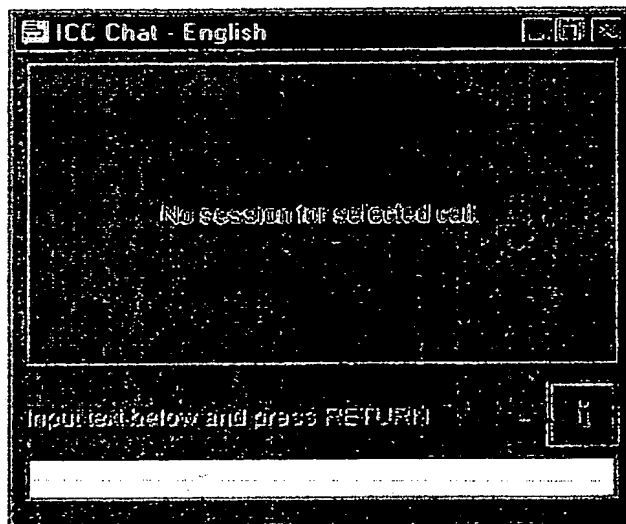 ICC Chat - English
No session for selected call.
Input text below and press RETURN
i